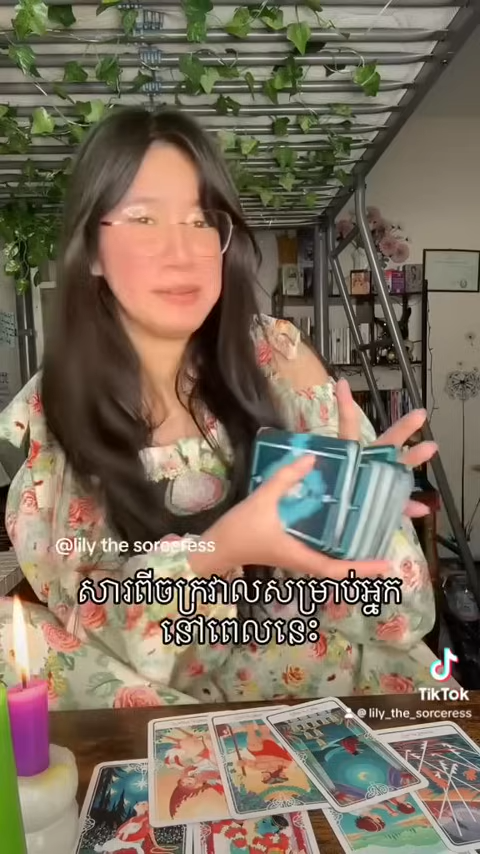 @lily the sorceress
សារពីចក្រវាលសម្រាប់អ្នក
នៅពេលនេះ
TikTok
@lily_the_sorceress